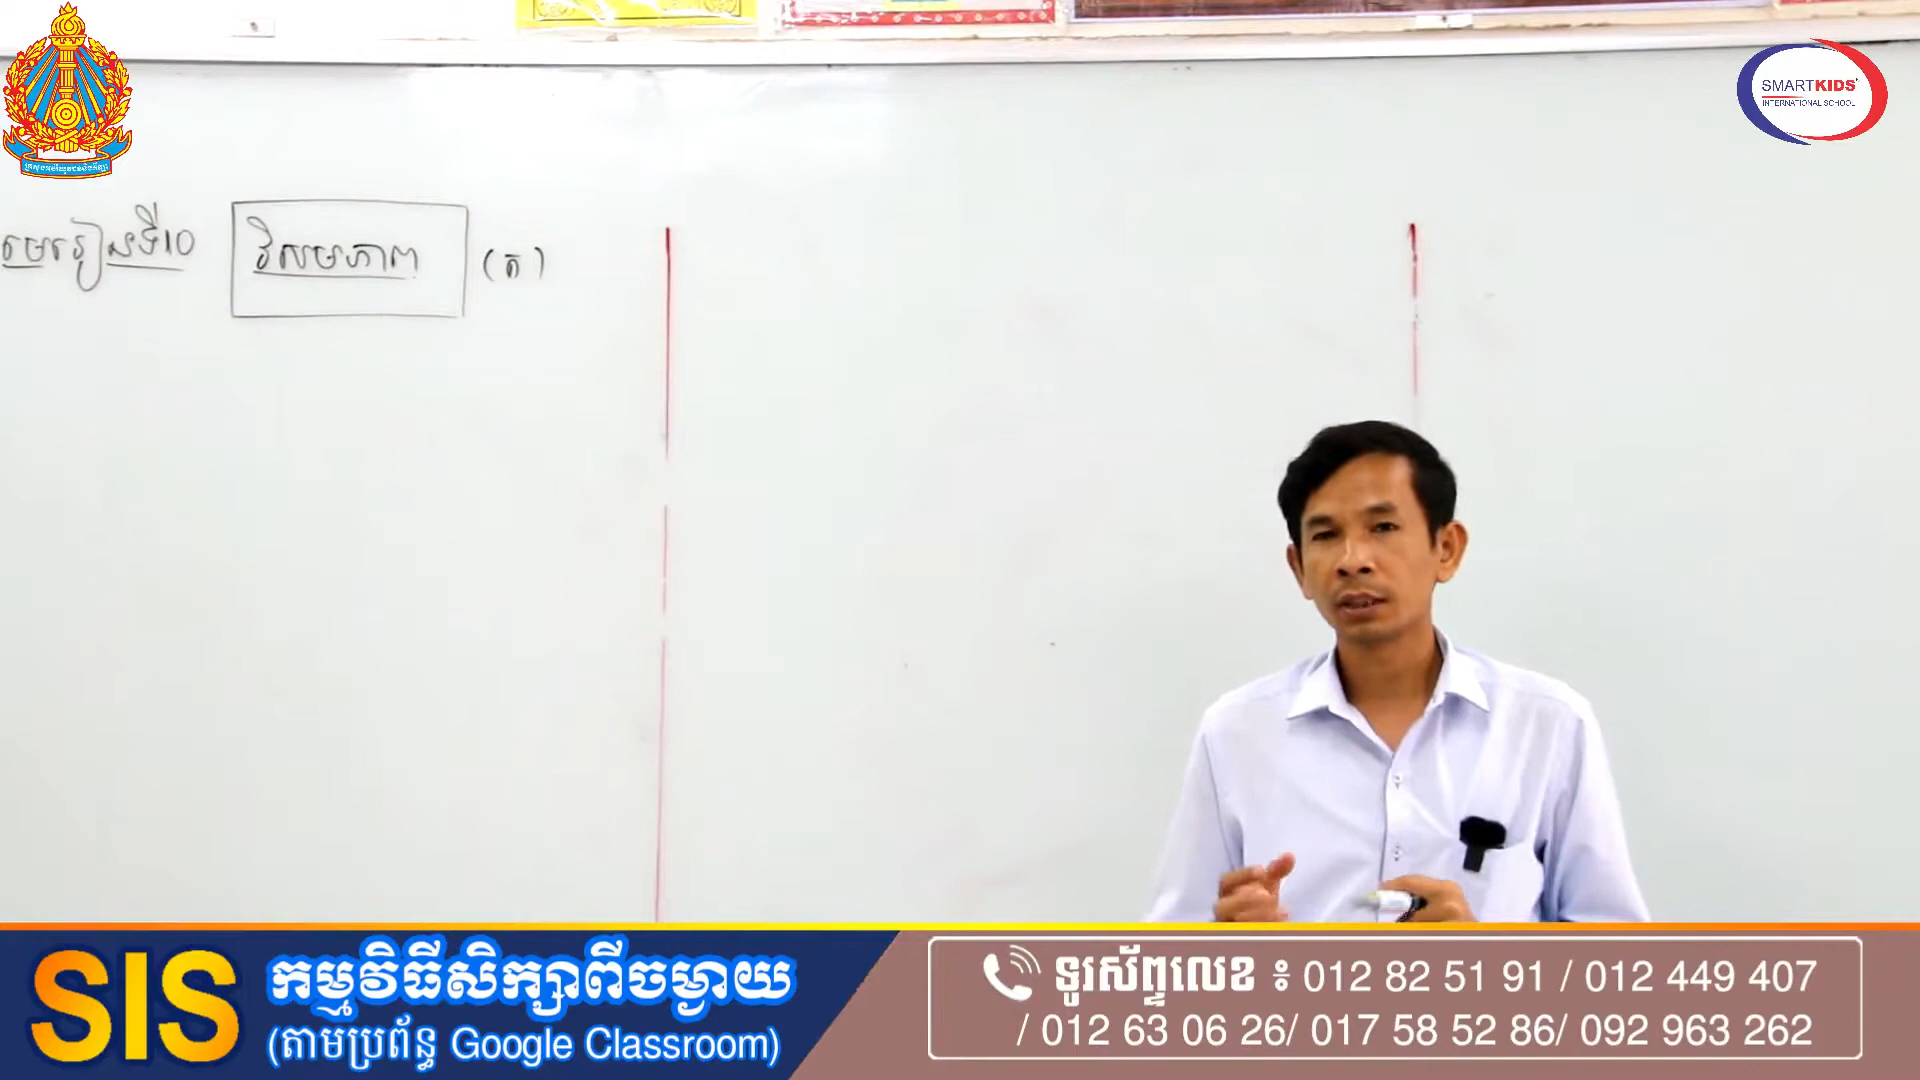 SMARTKIDS
INTERNATIONAL SCHOOL
មេរៀនទី10 វិសមភាព (ត)
SIS
កម្មវិធីសិក្សាពីចម្ងាយ
(តាមប្រព័ន្ធ Google Classroom)
ទូរស័ព្ទលេខ ៖ 012 82 51 91 / 012 449 407
/ 012 63 06 26/ 017 58 52 86/ 092 963 262